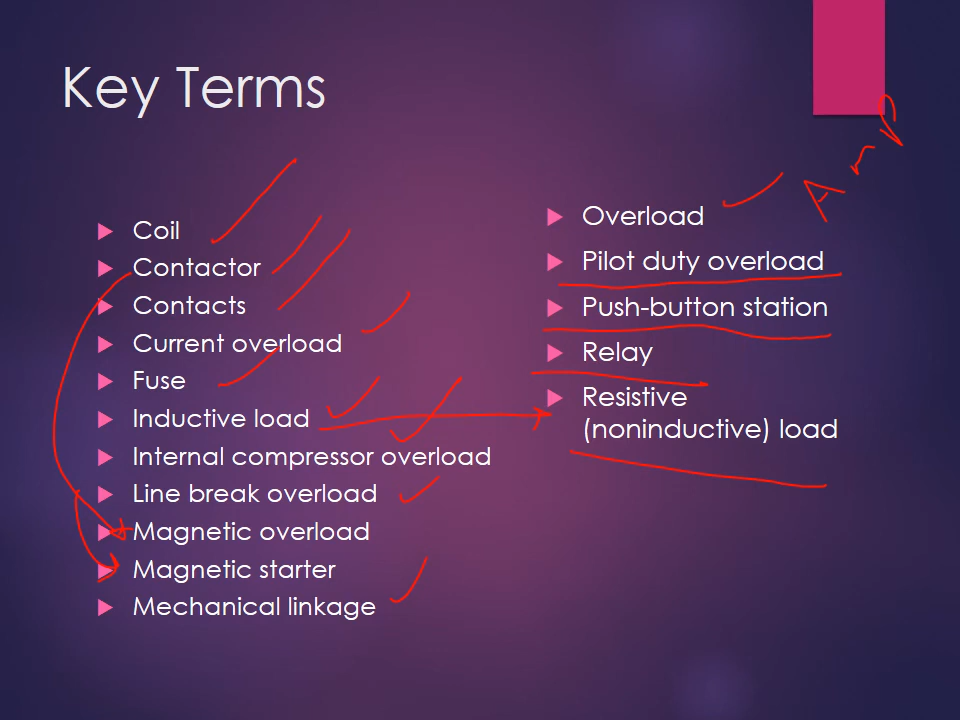 Key Terms
Coil
Contactor
Contacts
Current overload
Fuse
Inductive load
Internal compressor overload
Line break overload
Magnetic overload
Magnetic starter
Mechanical linkage
Overload
Pilot duty overload
Push-button station
Relay
Resistive
(noninductive) load